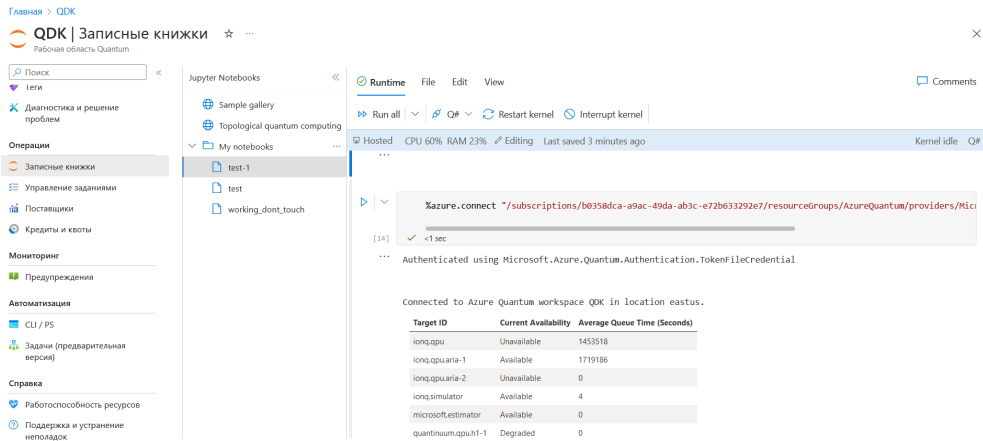 Главная > QDK
QDK | Записные книжки
Рабочая область Quantum
Поиск
Теги
Диагностика и решение
проблем
Операции
Записные книжки
Управление заданиями
Поставщики
Кредиты и квоты
Мониторинг
Предупреждения
Автоматизация
CLI / PS
Задачи (предварительная
версия)
Справка
Работоспособность ресурсов
Поддержка и устранение
неполадок
Jupyter Notebooks
Sample gallery
Topological quantum computing
My notebooks
test-1
test
working_dont_touch
Runtime File Edit View Comments
Run all Q# Restart kernel Interrupt kernel
Hosted CPU 60% RAM 23% Editing Last saved 3 minutes ago Kernel idle Q#
%azure.connect "/subscriptions/b0358dca-a9ac-49da-ab3c-e72b633292e7/resourceGroups/AzureQuantum/providers/Micr
[14] <1 sec
Authenticated using Microsoft.Azure.Quantum.Authentication.TokenFileCredential
Connected to Azure Quantum workspace QDK in location eastus.
Target ID Current Availability Average Queue Time (Seconds)
ionq.qpu Unavailable 1453518
ionq.qpu.aria-1 Available 1719186
ionq.qpu.aria-2 Unavailable 0
ionq.simulator Available 4
microsoft.estimator Available 0
quantinuum.qpu.h1-1 Degraded 0